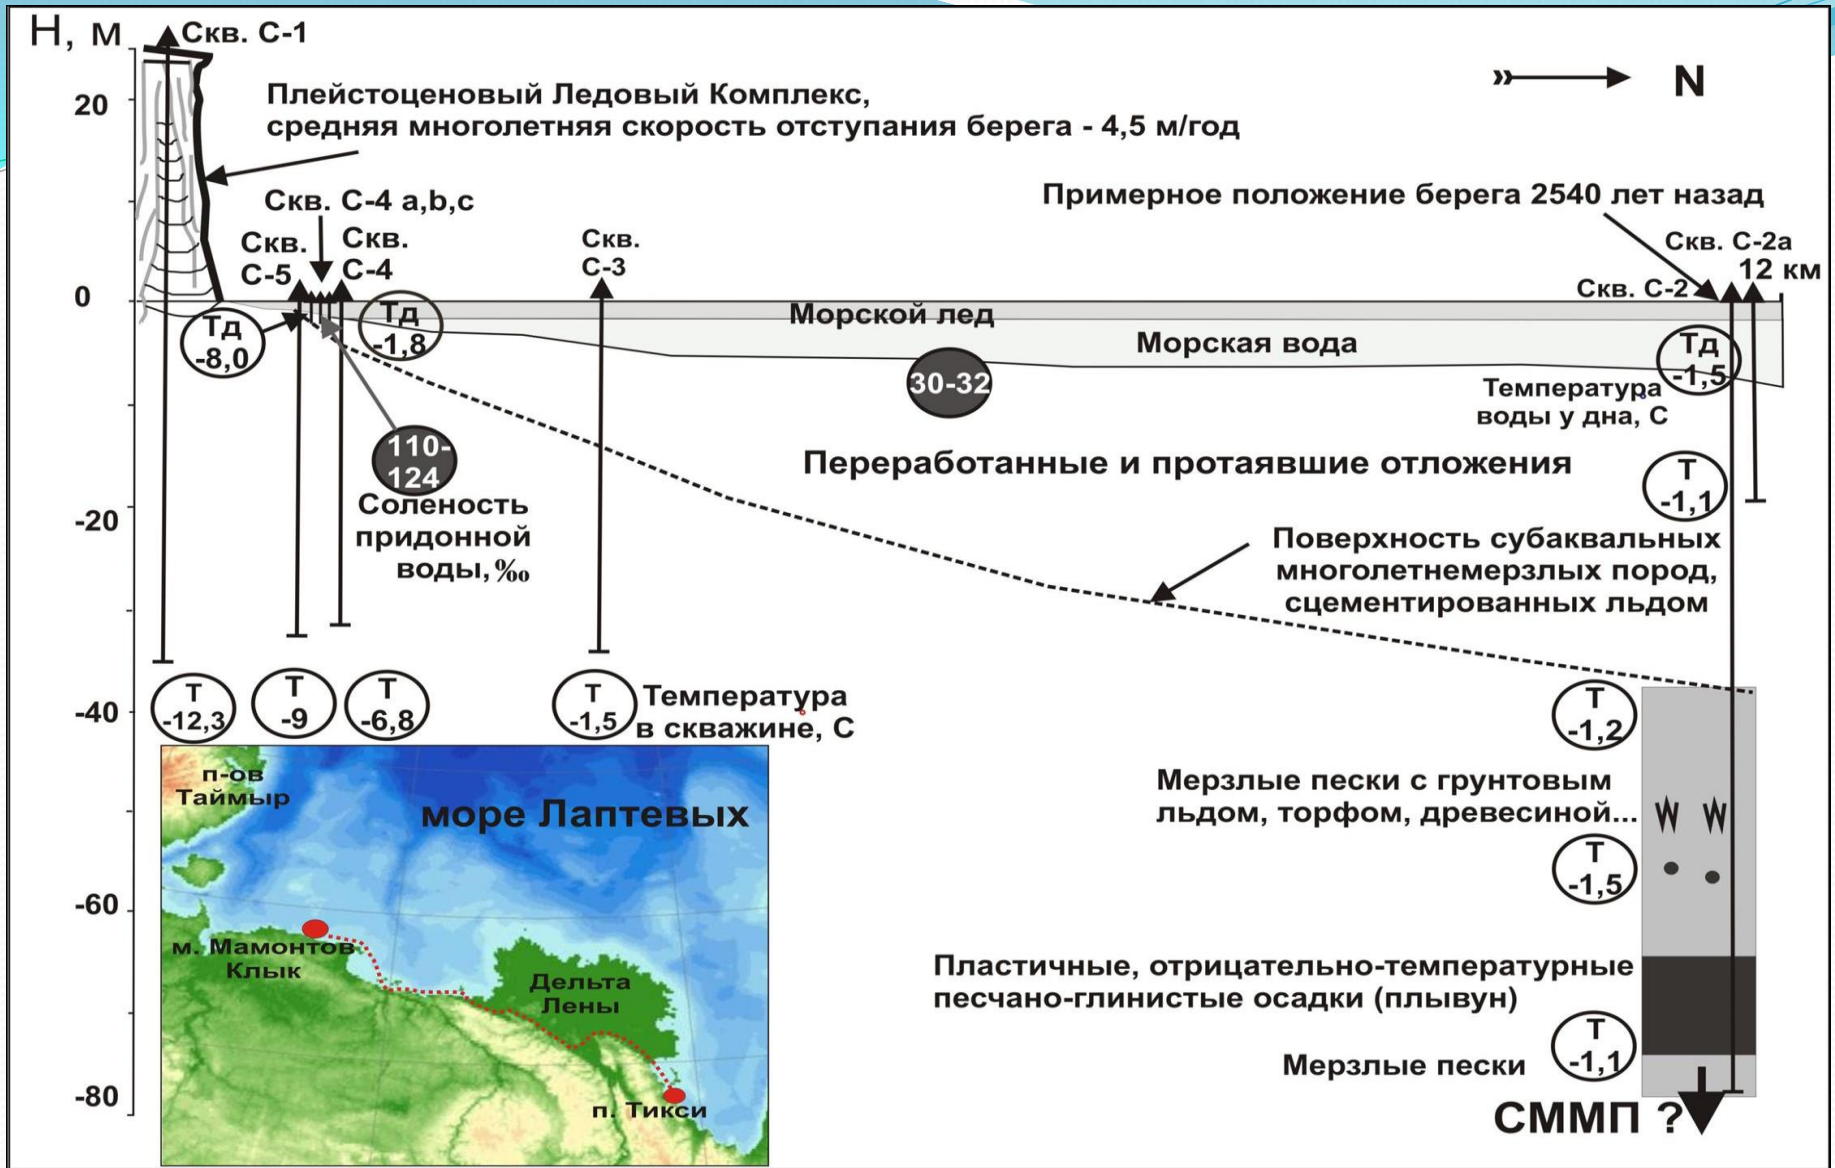 Н, м
Скв. С-1
N
20
Плейстоценовый Ледовый Комплекс,
средняя многолетняя скорость отступания берега - 4,5 м/год
Скв. С-4 a,b,c
Примерное положение берега 2540 лет назад
Скв.
С-5
Скв.
С-4
Скв.
С-3
Скв. С-2а
12 км
Скв. С-2
0
Тд
-8,0
Тд
-1,8
Морской лед
Морская вода
Тд
-1,5
30-32
Температура
воды у дна, С
110-
124
Соленость
придонной
воды,‰
Переработанные и протаявшие отложения
Т
-1,1
-20
Поверхность субаквальных
многолетнемерзлых пород,
сцементированных льдом
-40
Т
-12,3
Т
-9
Т
-6,8
Т
-1,5
Температура
в скважине, С
Т
-1,2
п-ов
Таймыр
море Лаптевых
Мерзлые пески с грунтовым
льдом, торфом, древесиной...
Т
-1,5
-60
м. Мамонтов
Клык
Дельта
Лены
Пластичные, отрицательно-температурные
песчано-глинистые осадки (плывун)
Т
-1,1
Мерзлые пески
-80
п. Тикси
СММП ?